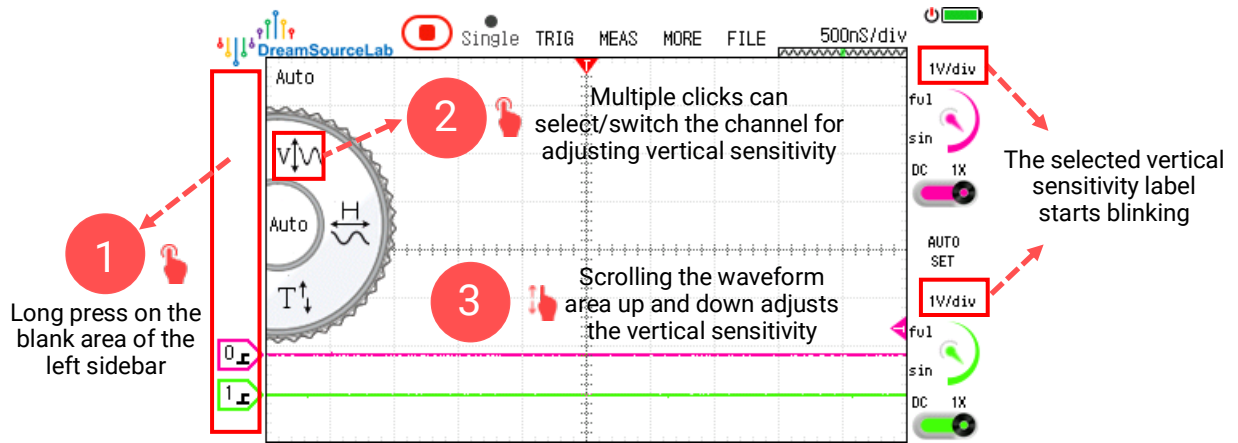 DreamSourceLab
Single TRIG MEAS MORE FILE 500nS/div
Auto
T
V
Auto
H
T
0
1
1
Long press on the
blank area of the
left sidebar
2
Multiple clicks can
select/switch the channel for
adjusting vertical sensitivity
3
Scrolling the waveform
area up and down adjusts
the vertical sensitivity
1V/div
ful
sin
DC 1X
AUTO
SET
1V/div
T
ful
sin
DC 1X
The selected vertical
sensitivity label
starts blinking